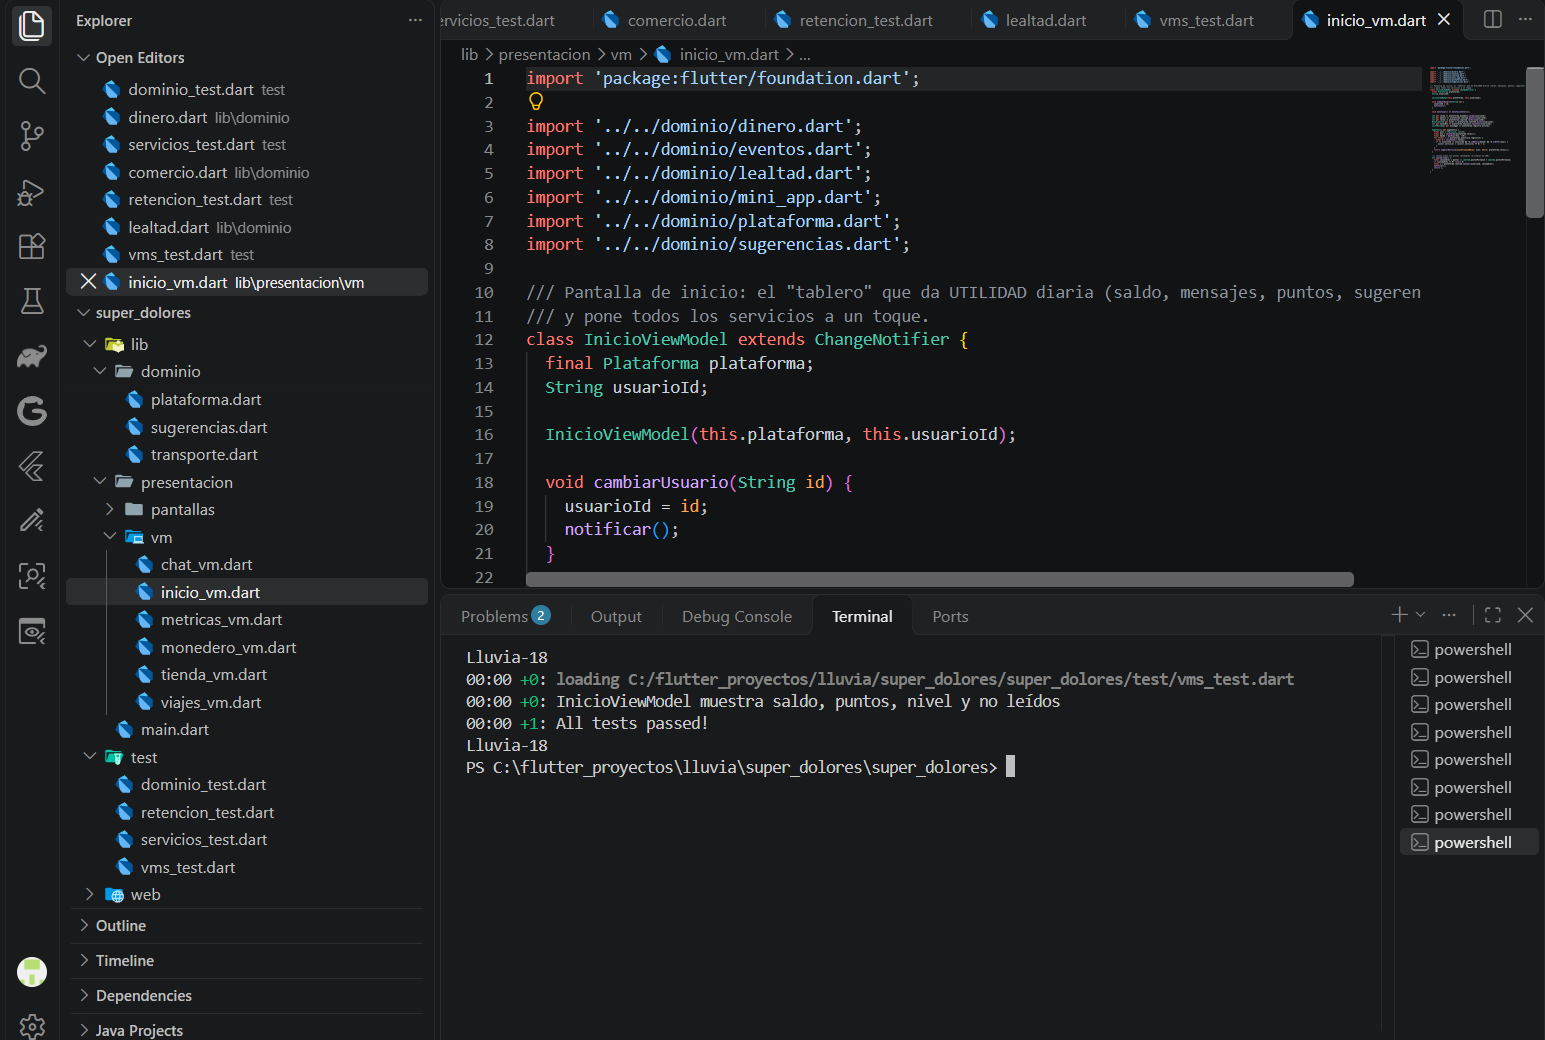 Explorer
Open Editors
dominio_test.dart test
dinero.dart lib\dominio
servicios_test.dart test
comercio.dart lib\dominio
retencion_test.dart test
lealtad.dart lib\dominio
vms_test.dart test
inicio_vm.dart lib\presentacion\vm
super_dolores
lib
dominio
plataforma.dart
sugerencias.dart
transporte.dart
presentacion
pantallas
vm
chat_vm.dart
inicio_vm.dart
metricas_vm.dart
monedero_vm.dart
tienda_vm.dart
viajes_vm.dart
main.dart
test
dominio_test.dart
retencion_test.dart
servicios_test.dart
vms_test.dart
web
Outline
Timeline
Dependencies
Java Projects
ervicios_test.dart comercio.dart retencion_test.dart lealtad.dart vms_test.dart inicio_vm.dart
lib > presentacion > vm > inicio_vm.dart > ...
1 import 'package:flutter/foundation.dart';
2
3 import '../../dominio/dinero.dart';
4 import '../../dominio/eventos.dart';
5 import '../../dominio/lealtad.dart';
6 import '../../dominio/mini_app.dart';
7 import '../../dominio/plataforma.dart';
8 import '../../dominio/sugerencias.dart';
9
10 /// Pantalla de inicio: el "tablero" que da UTILIDAD diaria (saldo, mensajes, puntos, sugeren
11 /// y pone todos los servicios a un toque.
12 class InicioViewModel extends ChangeNotifier {
13 final Plataforma plataforma;
14 String usuarioId;
15
16 InicioViewModel(this.plataforma, this.usuarioId);
17
18 void cambiarUsuario(String id) {
19 usuarioId = id;
20 notificar();
21 }
22
Problems 2 Output Debug Console Terminal Ports
Lluvia-18
00:00 +0: loading C:/flutter_proyectos/lluvia/super_dolores/super_dolores/test/vms_test.dart
00:00 +0: InicioViewModel muestra saldo, puntos, nivel y no leídos
00:00 +1: All tests passed!
Lluvia-18
PS C:\flutter_proyectos\lluvia\super_dolores\super_dolores>
powershell
powershell
powershell
powershell
powershell
powershell
powershell
powershell